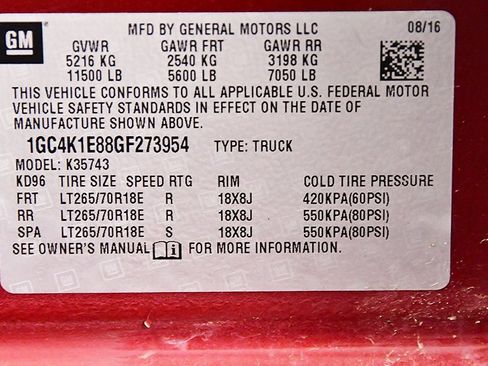 GM
MFD BY GENERAL MOTORS LLC 08/16
GVWR GAWR FRT GAWR RR
5216 KG 2540 KG 3198 KG
11500 LB 5600 LB 7050 LB
THIS VEHICLE CONFORMS TO ALL APPLICABLE U.S. FEDERAL MOTOR
VEHICLE SAFETY STANDARDS IN EFFECT ON THE DATE OF
MANUFACTURE SHOWN ABOVE.
1GC4K1E88GF273954 TYPE: TRUCK
MODEL: K35743
KD96 TIRE SIZE SPEED RTG RIM COLD TIRE PRESSURE
FRT LT265/70R18E R 18X8J 420KPA(60PSI)
RR LT265/70R18E R 18X8J 550KPA(80PSI)
SPA LT265/70R18E S 18X8J 550KPA(80PSI)
SEE OWNER'S MANUAL i FOR MORE INFORMATION.